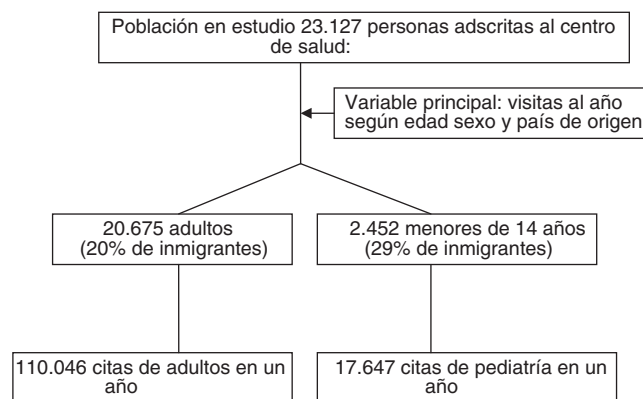 Población en estudio 23.127 personas adscritas al centro
de salud:
Variable principal: visitas al año
según edad sexo y país de origen
20.675 adultos
(20% de inmigrantes)
2.452 menores de 14 años
(29% de inmigrantes)
110.046 citas de adultos en un
año
17.647 citas de pediatría en un
año